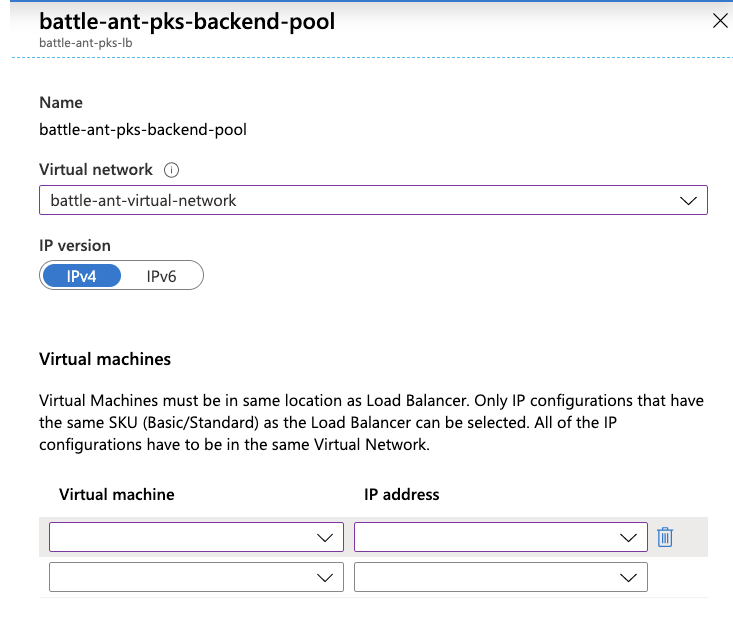 battle-ant-pks-backend-pool
battle-ant-pks-lb
Name
battle-ant-pks-backend-pool
Virtual network
battle-ant-virtual-network
IP version
IPv4 IPv6
Virtual machines
Virtual Machines must be in same location as Load Balancer. Only IP configurations that have
the same SKU (Basic/Standard) as the Load Balancer can be selected. All of the IP
configurations have to be in the same Virtual Network.
Virtual machine IP address